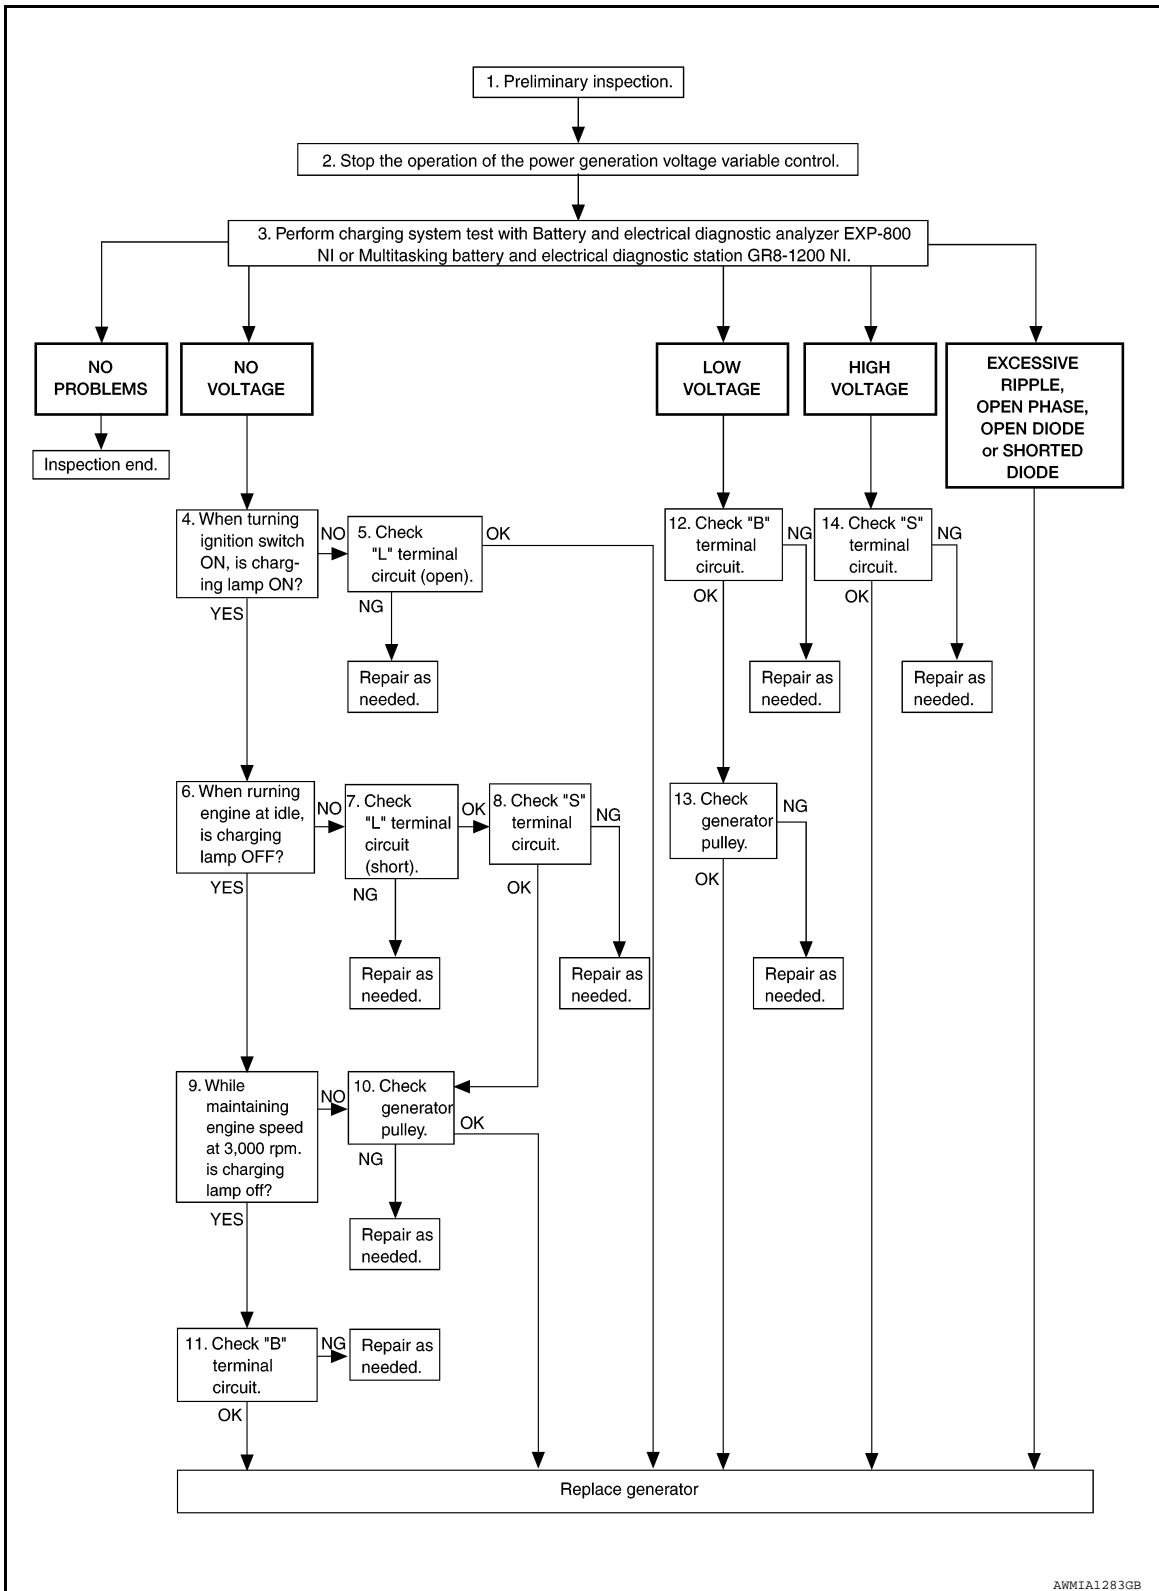 1. Preliminary inspection.
2. Stop the operation of the power generation voltage variable control.
3. Perform charging system test with Battery and electrical diagnostic analyzer EXP-800
NI or Multitasking battery and electrical diagnostic station GR8-1200 NI.
NO
PROBLEMS
NO
VOLTAGE
LOW
VOLTAGE
HIGH
VOLTAGE
EXCESSIVE
RIPPLE,
OPEN PHASE,
OPEN DIODE
or SHORTED
DIODE
Inspection end.
4. When turning
ignition switch
ON, is charg-
ing lamp ON?
NO
YES
5. Check
"L" terminal
circuit (open).
OK
NG
Repair as
needed.
12. Check "B"
terminal
circuit.
NG
OK
Repair as
needed.
14. Check "S"
terminal
circuit.
NG
OK
Repair as
needed.
6. When rurning
engine at idle,
is charging
lamp OFF?
NO
YES
7. Check
"L" terminal
circuit
(short).
OK
NG
Repair as
needed.
8. Check "S"
terminal
circuit.
NG
OK
Repair as
needed.
13. Check
generator
pulley.
NG
OK
Repair as
needed.
9. While
maintaining
engine speed
at 3,000 rpm.
is charging
lamp off?
NO
YES
10. Check
generator
pulley.
OK
NG
Repair as
needed.
11. Check "B"
terminal
circuit.
NG
OK
Repair as
needed.
Replace generator
AWMIA1283GB